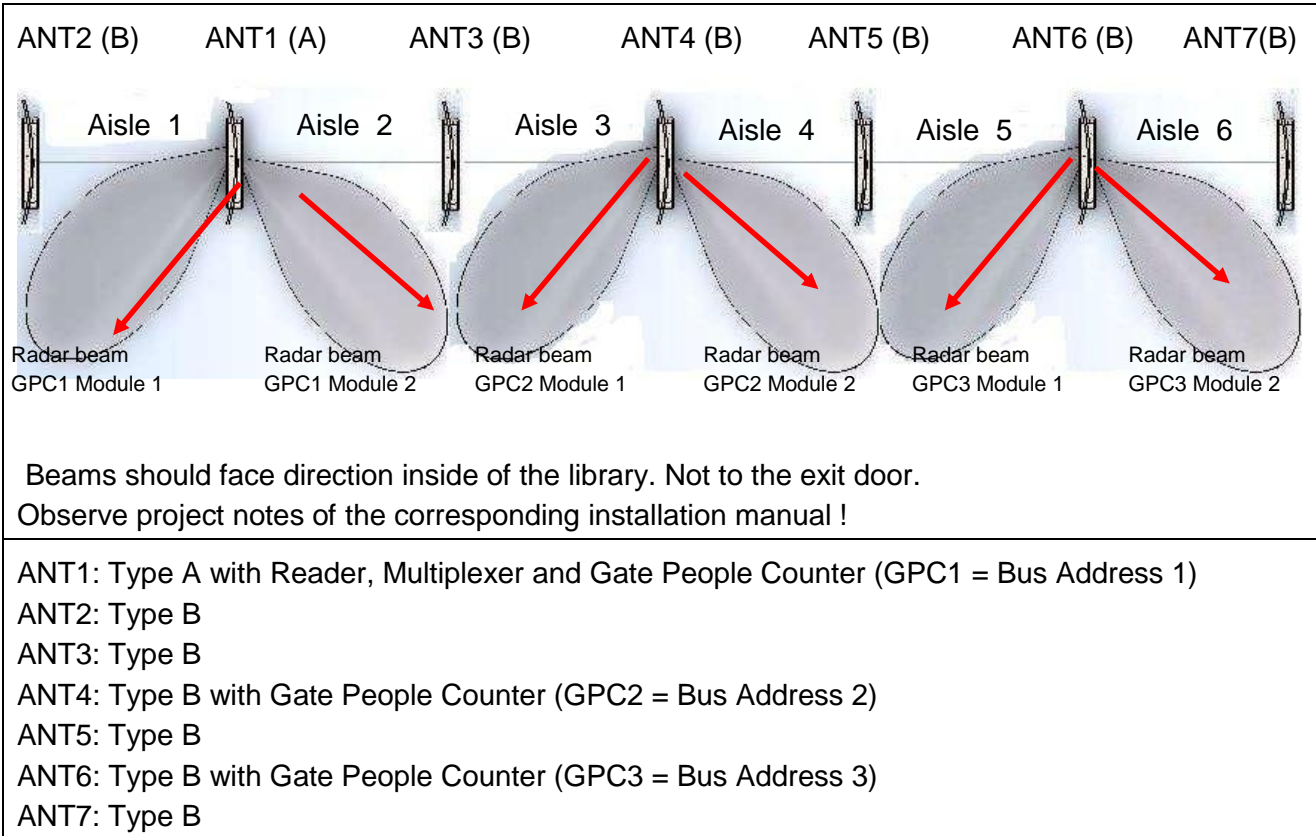 ANT2 (B) ANT1 (A) ANT3 (B) ANT4 (B) ANT5 (B) ANT6 (B) ANT7(B)
Aisle 1 Aisle 2 Aisle 3 Aisle 4 Aisle 5 Aisle 6
Radar beam Radar beam Radar beam Radar beam Radar beam Radar beam
GPC1 Module 1 GPC1 Module 2 GPC2 Module 1 GPC2 Module 2 GPC3 Module 1 GPC3 Module 2
Beams should face direction inside of the library. Not to the exit door.
Observe project notes of the corresponding installation manual !
ANT1: Type A with Reader, Multiplexer and Gate People Counter (GPC1 = Bus Address 1)
ANT2: Type B
ANT3: Type B
ANT4: Type B with Gate People Counter (GPC2 = Bus Address 2)
ANT5: Type B
ANT6: Type B with Gate People Counter (GPC3 = Bus Address 3)
ANT7: Type B